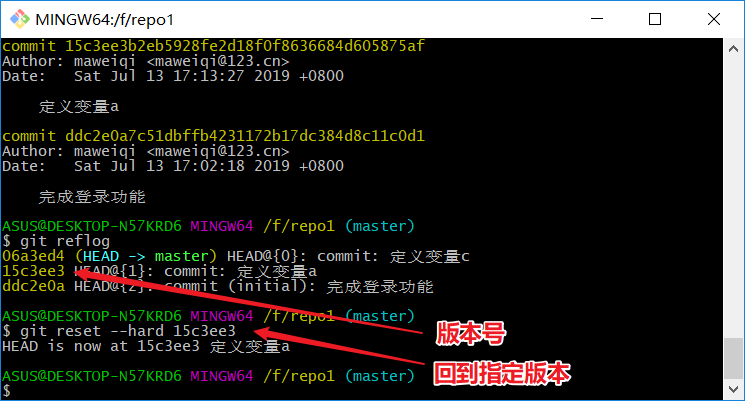 MINGW64:/f/repo1
commit 15c3ee3b2eb5928fe2d18f0f8636684d605875af
Author: maweiqi <maweiqi@123.cn>
Date:   Sat Jul 13 17:13:27 2019 +0800
定义变量a
commit ddc2e0a7c51dbffb4231172b17dc384d8c11c0d1
Author: maweiqi <maweiqi@123.cn>
Date:   Sat Jul 13 17:02:18 2019 +0800
完成登录功能
ASUS@DESKTOP-N57KRD6 MINGW64 /f/repo1 (master)
$ git reflog
06a3ed4 (HEAD -> master) HEAD@{0}: commit: 定义变量c
15c3ee3 HEAD@{1}: commit: 定义变量a
ddc2e0a HEAD@{2}: commit (initial): 完成登录功能
ASUS@DESKTOP-N57KRD6 MINGW64 /f/repo1 (master)
$ git reset --hard 15c3ee3
版本号
HEAD is now at 15c3ee3 定义变量a
回到指定版本
ASUS@DESKTOP-N57KRD6 MINGW64 /f/repo1 (master)
$